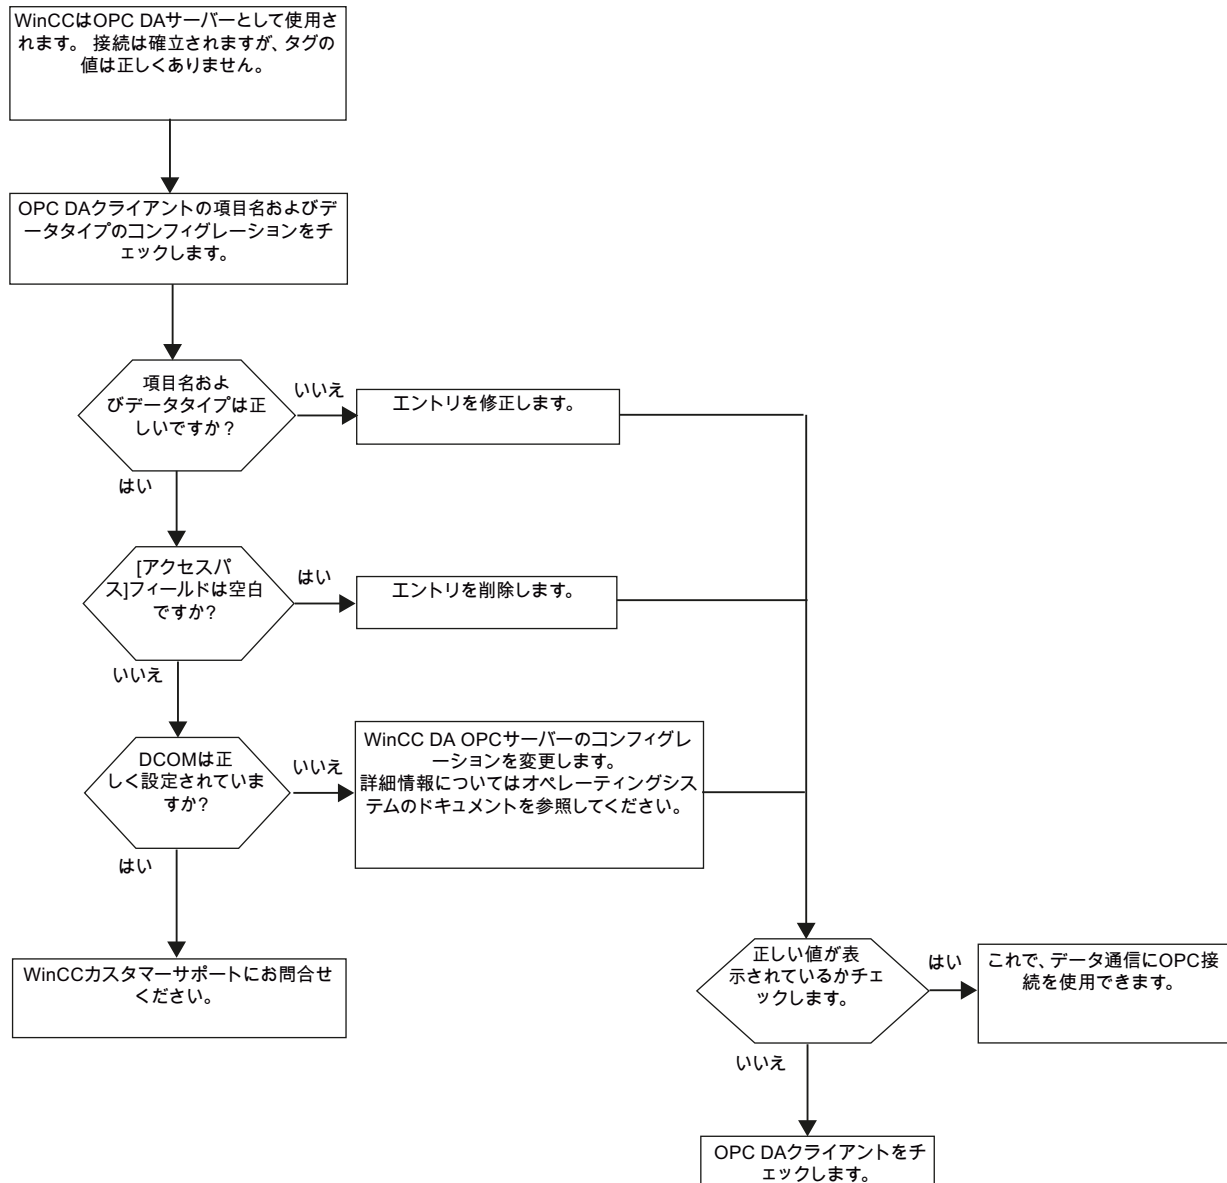 WinCCはOPC DAサーバーとして使用さ
れます。 接続は確立されますが、タグの
値は正しくありません。
OPC DAクライアントの項目名およびデ
ータタイプのコンフィグレーションをチ
ェックします。
項目名およ
びデータタイプは正
しいですか？
いいえ
エントリを修正します。
はい
[アクセスパ
ス]フィールドは空白
ですか？
はい
エントリを削除します。
いいえ
DCOMは正
しく設定されていま
すか？
いいえ
WinCC DA OPCサーバーのコンフィグレ
ーションを変更します。
詳細情報についてはオペレーティングシス
テムのドキュメントを参照してください。
はい
WinCCカスタマーサポートにお問合せ
ください。
正しい値が表
示されているかチェ
ックします。
はい
これで、データ通信にOPC接
続を使用できます。
いいえ
OPC DAクライアントをチ
ェックします。